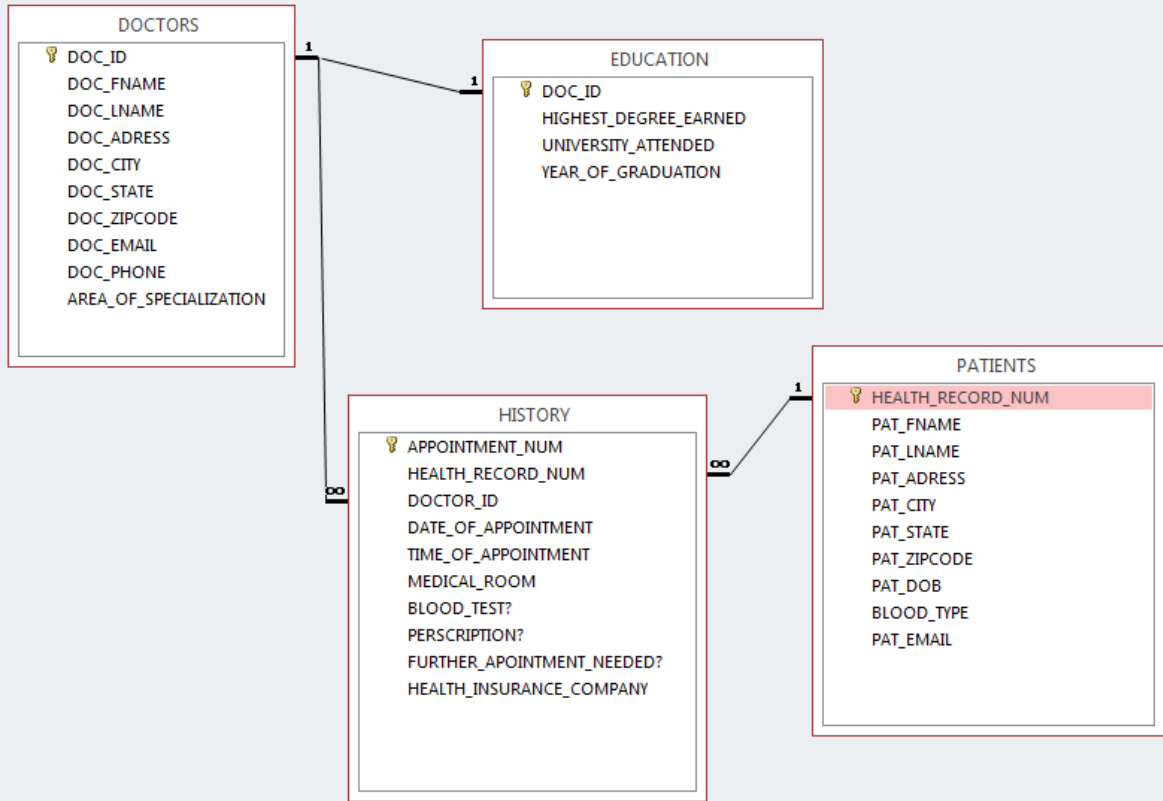 DOCTORS
DOC_ID
DOC_FNAME
DOC_LNAME
DOC_ADRESS
DOC_CITY
DOC_STATE
DOC_ZIPCODE
DOC_EMAIL
DOC_PHONE
AREA_OF_SPECIALIZATION
1
1
EDUCATION
DOC_ID
HIGHEST_DEGREE_EARNED
UNIVERSITY_ATTENDED
YEAR_OF_GRADUATION
∞
HISTORY
APPOINTMENT_NUM
HEALTH_RECORD_NUM
DOCTOR_ID
DATE_OF_APPOINTMENT
TIME_OF_APPOINTMENT
MEDICAL_ROOM
BLOOD_TEST?
PERSCRIPTION?
FURTHER_APOINTMENT_NEEDED?
HEALTH_INSURANCE_COMPANY
∞
1
PATIENTS
HEALTH_RECORD_NUM
PAT_FNAME
PAT_LNAME
PAT_ADRESS
PAT_CITY
PAT_STATE
PAT_ZIPCODE
PAT_DOB
BLOOD_TYPE
PAT_EMAIL